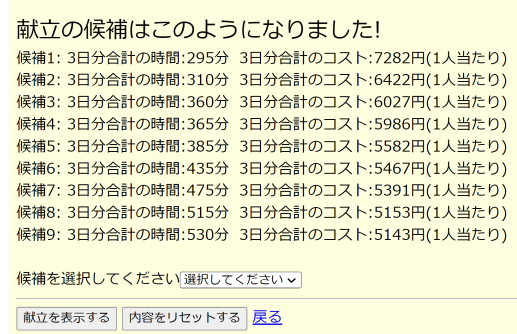 献立の候補はこのようになりました!
候補1: 3日分合計の時間:295分 3日分合計のコスト:7282円(1人当たり)
候補2: 3日分合計の時間:310分 3日分合計のコスト:6422円(1人当たり)
候補3: 3日分合計の時間:360分 3日分合計のコスト:6027円(1人当たり)
候補4: 3日分合計の時間:365分 3日分合計のコスト:5986円(1人当たり)
候補5: 3日分合計の時間:385分 3日分合計のコスト:5582円(1人当たり)
候補6: 3日分合計の時間:435分 3日分合計のコスト:5467円(1人当たり)
候補7: 3日分合計の時間:475分 3日分合計のコスト:5391円(1人当たり)
候補8: 3日分合計の時間:515分 3日分合計のコスト:5153円(1人当たり)
候補9: 3日分合計の時間:530分 3日分合計のコスト:5143円(1人当たり)
候補を選択してください 選択してください
献立を表示する 内容をリセットする 戻る